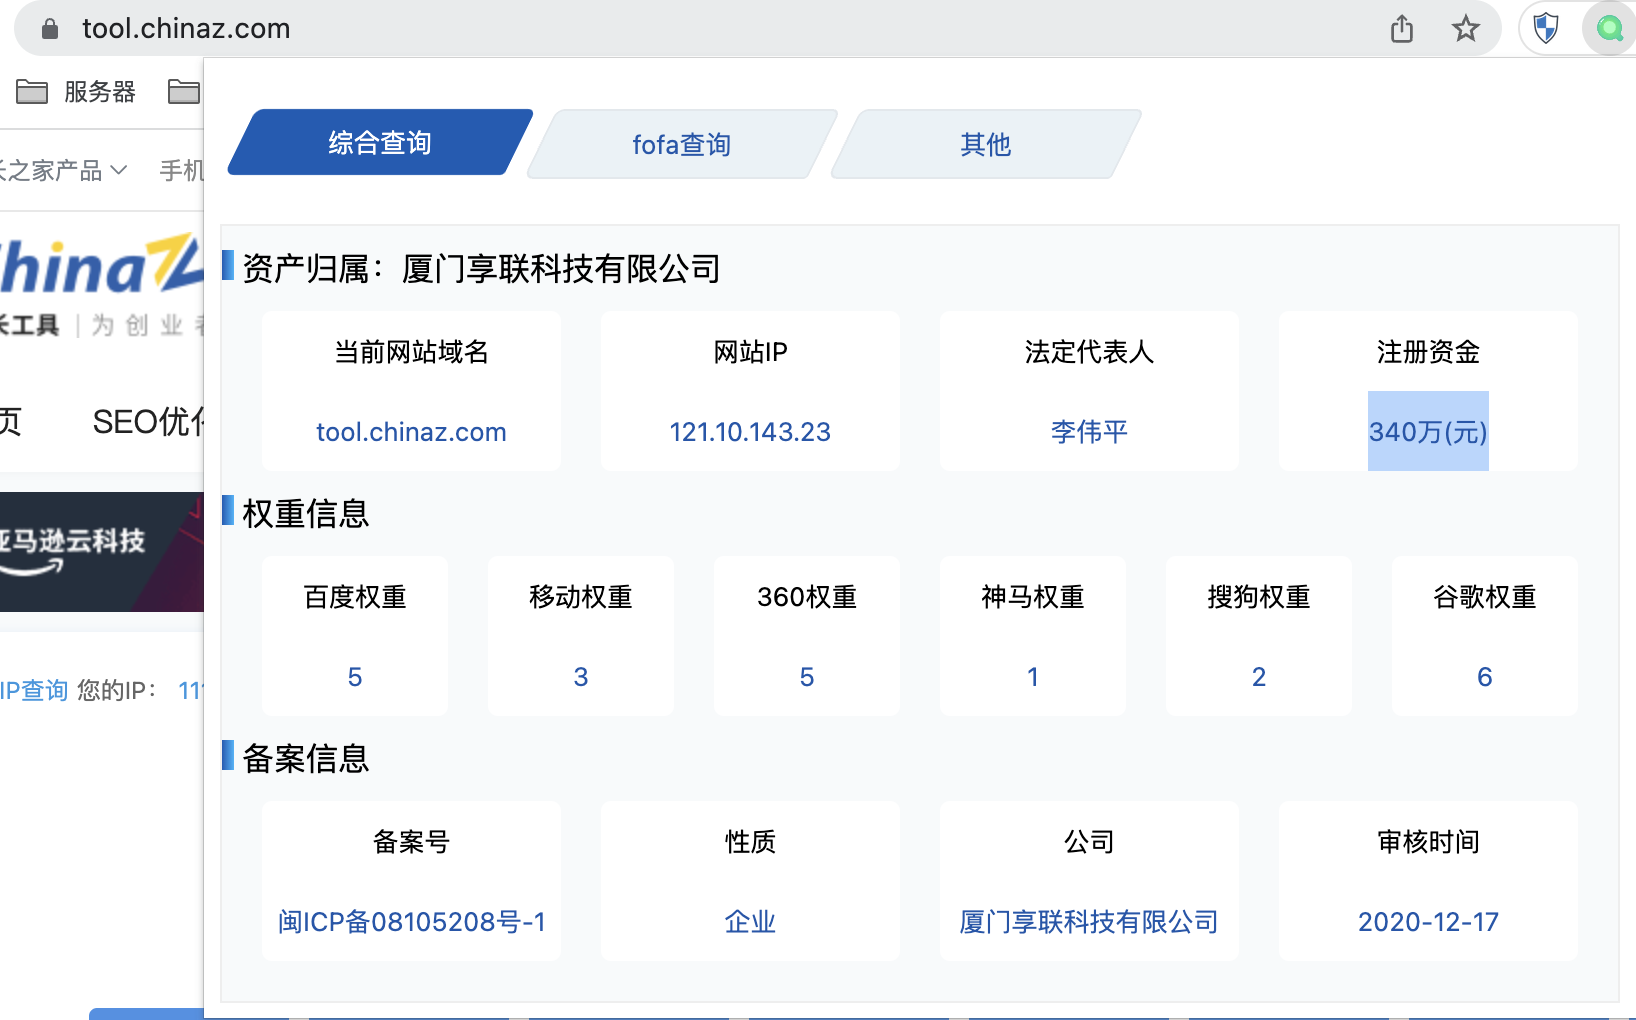 tool.chinaz.com
服务器
之家产品
手机
综合查询
fofa查询
其他
hinaz
工具 | 为 创 业
页
SEO优
亚马逊云科技
IP查询 您的IP： 11
资产归属：厦门享联科技有限公司
当前网站域名
网站IP
法定代表人
注册资金
tool.chinaz.com
121.10.143.23
李伟平
340万(元)
权重信息
百度权重
移动权重
360权重
神马权重
搜狗权重
谷歌权重
5
3
5
1
2
6
备案信息
备案号
性质
公司
审核时间
闽ICP备08105208号-1
企业
厦门享联科技有限公司
2020-12-17